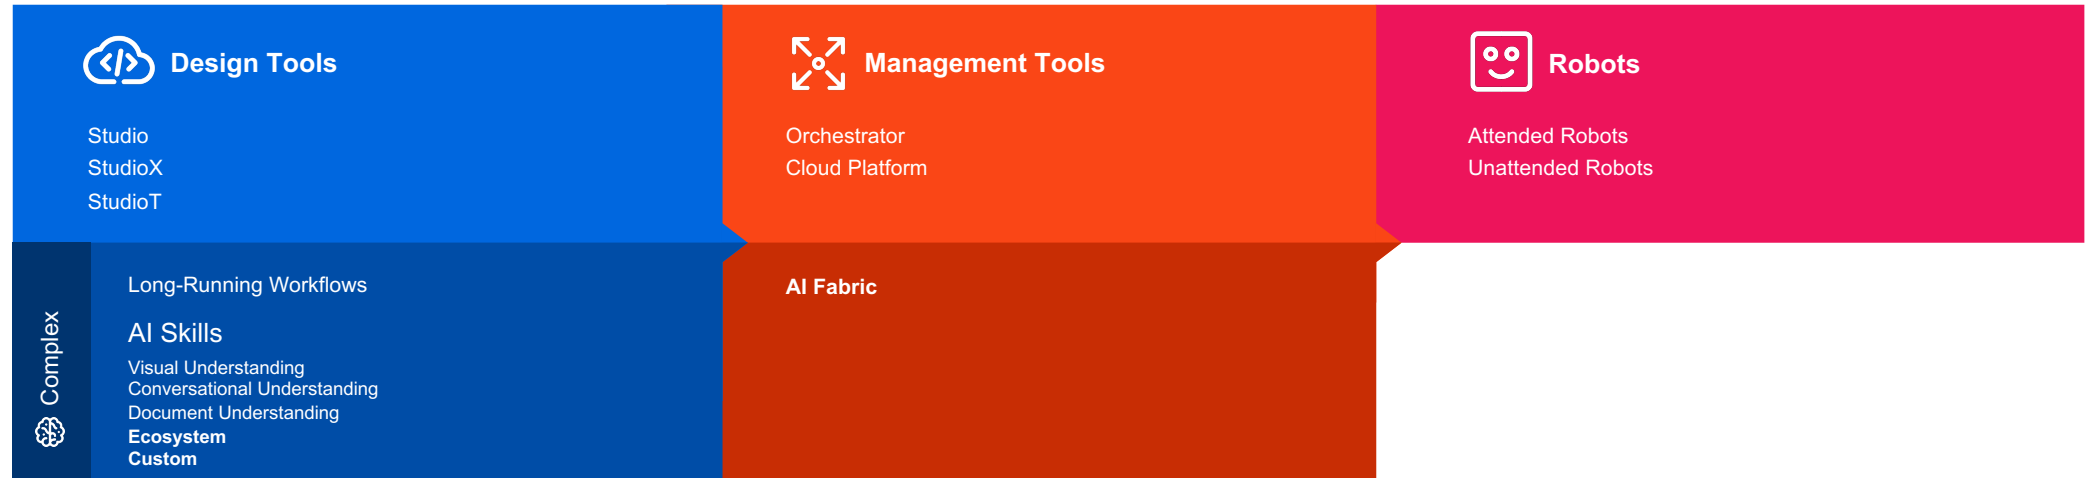 Design Tools
Studio
StudioX
StudioT
Management Tools
Orchestrator
Cloud Platform
Robots
Attended Robots
Unattended Robots
Complex
Long-Running Workflows
AI Skills
Visual Understanding
Conversational Understanding
Document Understanding
Ecosystem
Custom
AI Fabric